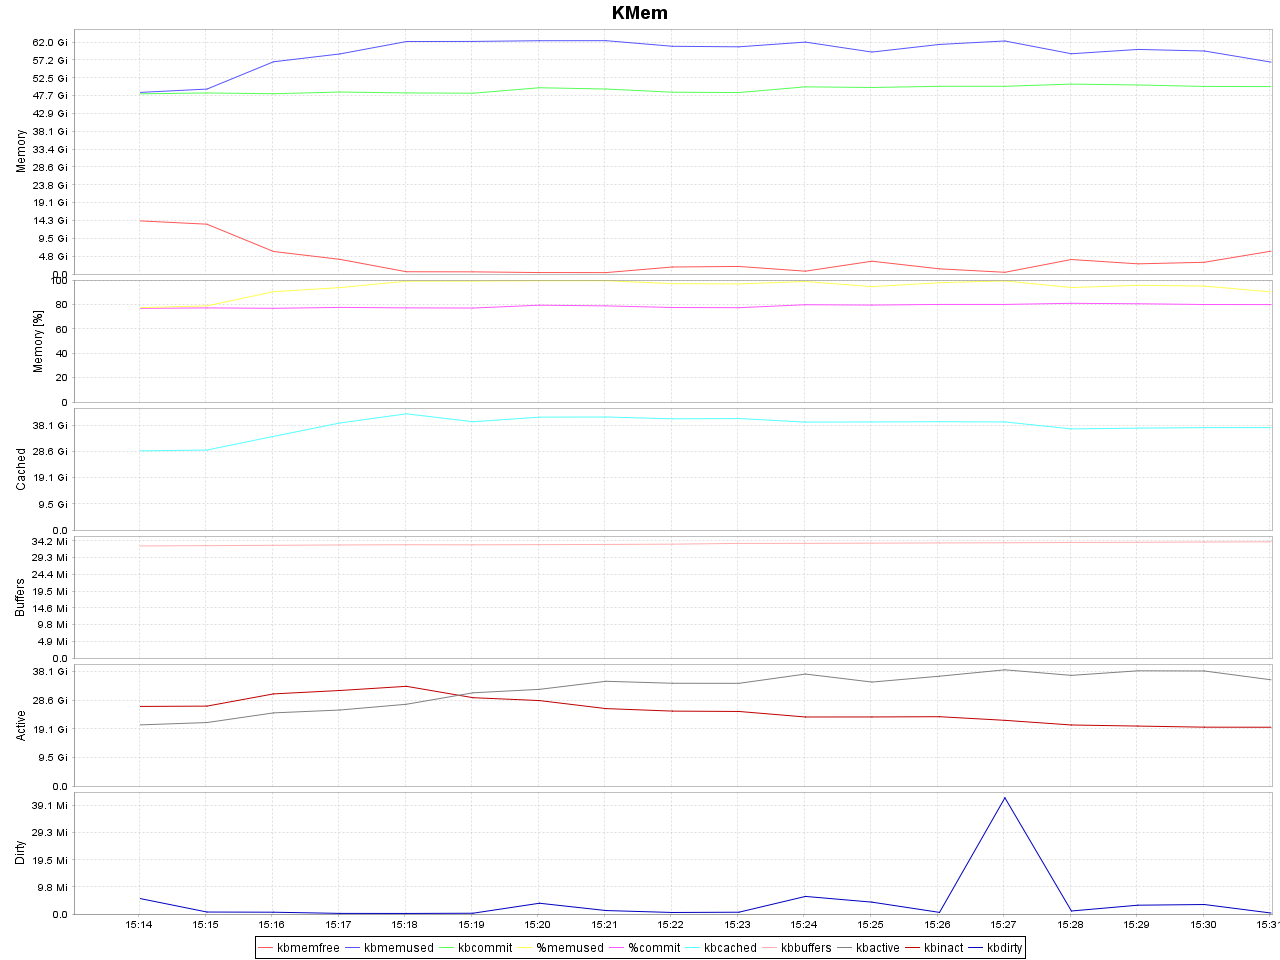 KMem
Memory
62.0 Gi
57.2 Gi
52.5 Gi
47.7 Gi
42.9 Gi
38.1 Gi
33.4 Gi
28.6 Gi
23.8 Gi
19.1 Gi
14.3 Gi
9.5 Gi
4.8 Gi
0.0
Memory [%]
100
80
60
40
20
0
Cached
38.1 Gi
28.6 Gi
19.1 Gi
9.5 Gi
0.0
Buffers
34.2 Mi
29.3 Mi
24.4 Mi
19.5 Mi
14.6 Mi
9.8 Mi
4.9 Mi
0.0
Active
38.1 Gi
28.6 Gi
19.1 Gi
9.5 Gi
0.0
Dirty
39.1 Mi
29.3 Mi
19.5 Mi
9.8 Mi
0.0
15:14 15:15 15:16 15:17 15:18 15:19 15:20 15:21 15:22 15:23 15:24 15:25 15:26 15:27 15:28 15:29 15:30 15:31
kbmemfree kbmemused kbcommit %memused %commit kbcached kbbuffers kbactive kbinact kbdirty